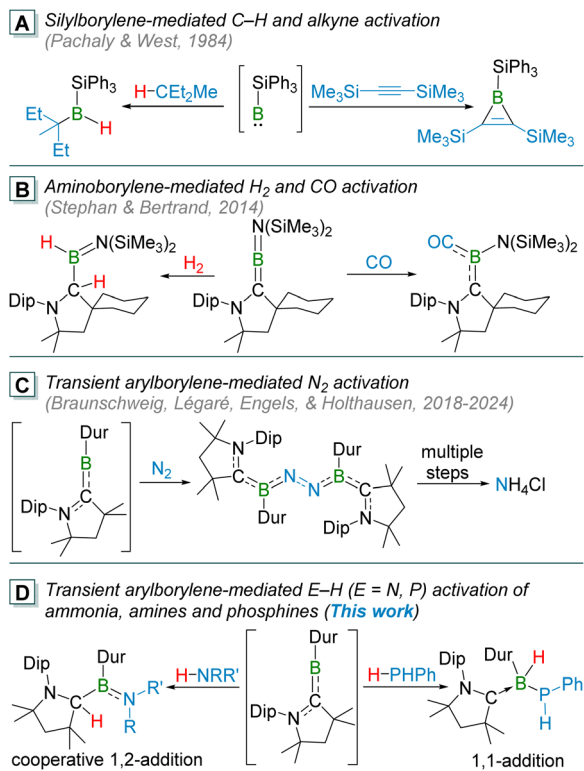 A Silylborylene-mediated C–H and alkyne activation
(Pachaly & West, 1984)
SiPh3
Et
B
H
Et
H–CEt2Me
SiPh3
B
Me3Si
SiMe3
SiPh3
B
Me3Si
SiMe3
B Aminoborylene-mediated H2 and CO activation
(Stephan & Bertrand, 2014)
H
B
N(SiMe3)2
C
H
Dip
N
H2
N(SiMe3)2
B
C
Dip
N
CO
OC
B
N(SiMe3)2
C
Dip
N
C Transient arylborylene-mediated N2 activation
(Braunschweig, Légaré, Engels, & Holthausen, 2018-2024)
Dur
B
C
Dip
N
N2
N
Dip
C
B
Dur
N
N
Dur
B
C
Dip
N
multiple
steps
NH4Cl
D Transient arylborylene-mediated E–H (E = N, P) activation of
ammonia, amines and phosphines (This work)
Dip
N
C
H
Dur
B
N
R'
R
cooperative 1,2-addition
H–NRR'
Dur
B
C
Dip
N
H–PHPh
Dip
N
C
Dur
H
B
P
Ph
H
1,1-addition